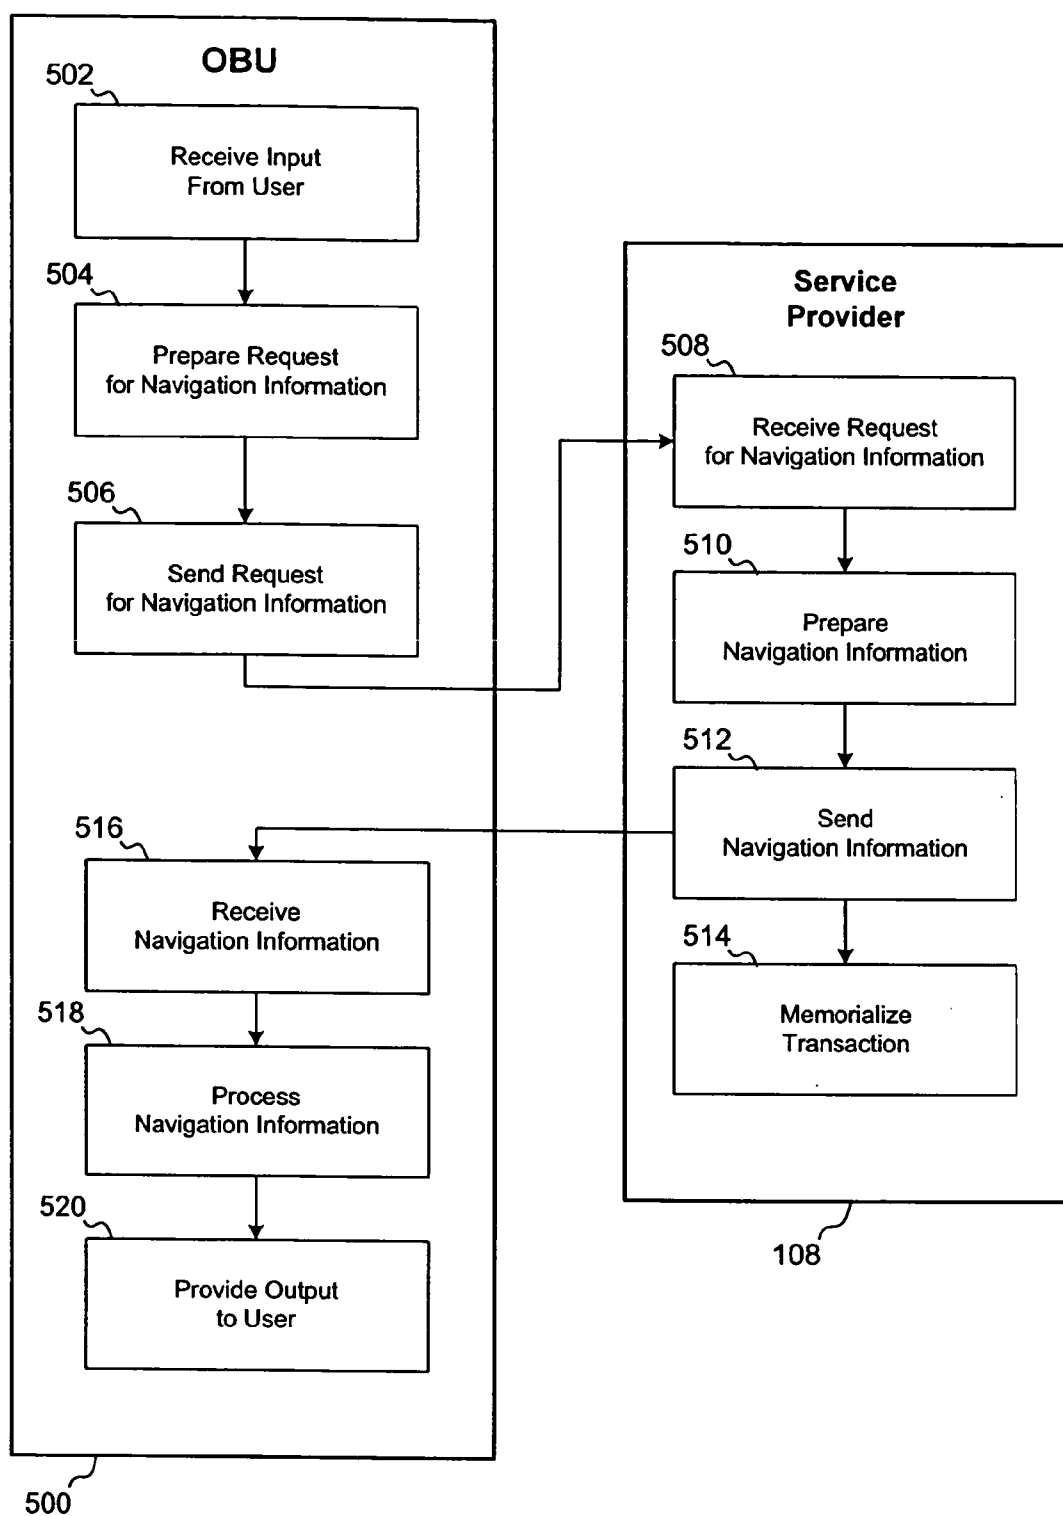 OBU
502
Receive Input
From User
504
Prepare Request
for Navigation Information
506
Send Request
for Navigation Information
Service
Provider
508
Receive Request
for Navigation Information
510
Prepare
Navigation Information
512
Send
Navigation Information
514
Memorialize
Transaction
108
516
Receive
Navigation Information
518
Process
Navigation Information
520
Provide Output
to User
500